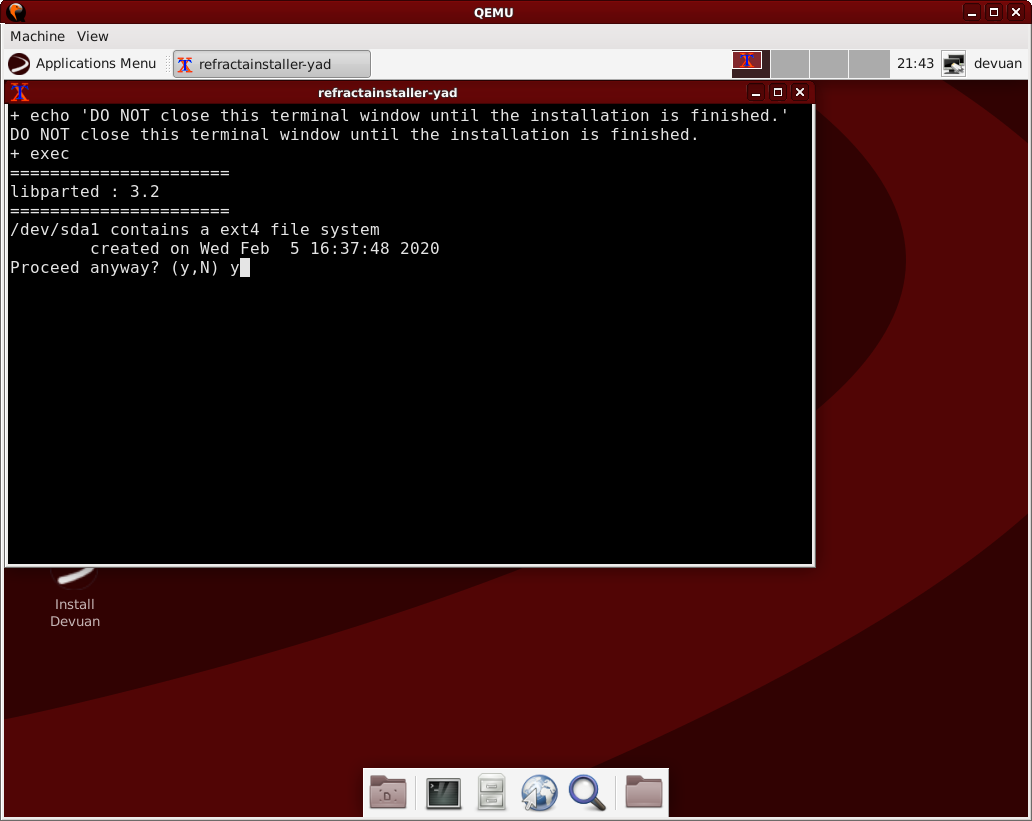 QEMU
Machine View
Applications Menu refractainstaller-yad 21:43 devuan
refractainstaller-yad
+ echo 'DO NOT close this terminal window until the installation is finished.'
DO NOT close this terminal window until the installation is finished.
+ exec
======================
libparted : 3.2
======================
/dev/sda1 contains a ext4 file system
created on Wed Feb  5 16:37:48 2020
Proceed anyway? (y,N) y
Install
Devuan